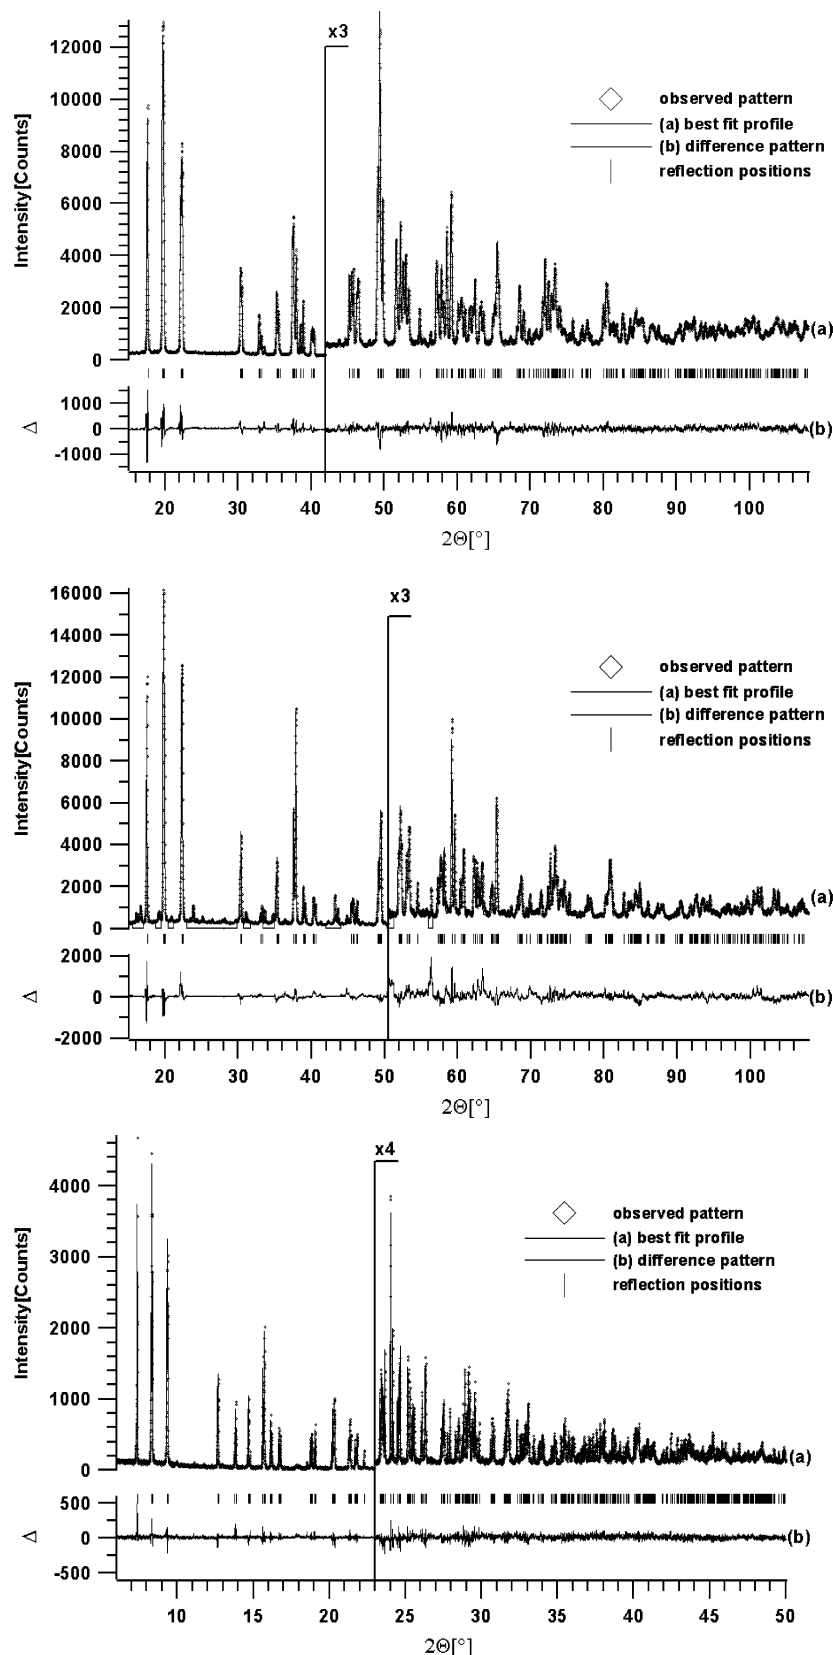 x3
12000
10000
8000
6000
4000
2000
0
Intensity[Counts]
observed pattern
(a) best fit profile
(b) difference pattern
reflection positions
(a)
1000
0
-1000
Δ
(b)
20 30 40 50 60 70 80 90 100
2Θ[°]
x3
16000
14000
12000
10000
8000
6000
4000
2000
0
Intensity[Counts]
observed pattern
(a) best fit profile
(b) difference pattern
reflection positions
(a)
2000
0
-2000
Δ
(b)
20 30 40 50 60 70 80 90 100
2Θ[°]
x4
4000
3000
2000
1000
0
Intensity[Counts]
observed pattern
(a) best fit profile
(b) difference pattern
reflection positions
(a)
500
0
-500
Δ
(b)
10 15 20 25 30 35 40 45 50
2Θ[°]